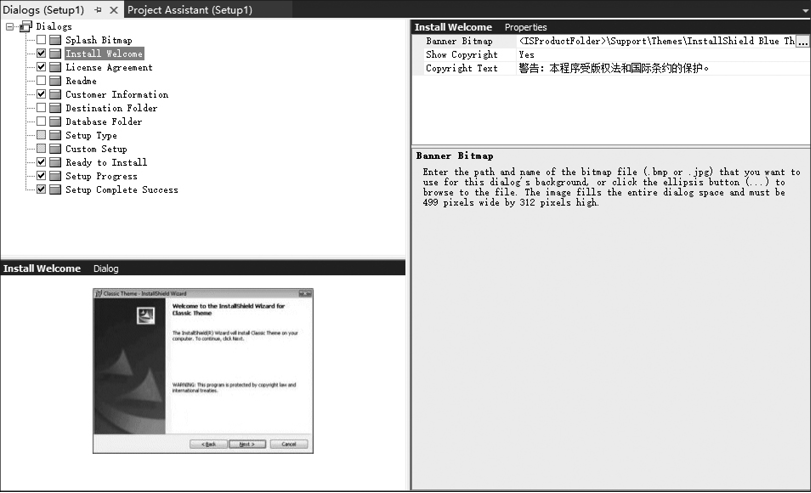 Dialogs (Setup1)
Project Assistant (Setup1)
Dialogs
Splash Bitmap
Install Welcome
License Agreement
Readme
Customer Information
Destination Folder
Database Folder
Setup Type
Custom Setup
Ready to Install
Setup Progress
Setup Complete Success
Install Welcome Properties
Banner Bitmap <ISProductFolder>\Support\Themes\InstallShield Blue Th ...
Show Copyright Yes
Copyright Text 警告：本程序受版权法和国际条约的保护。
Banner Bitmap
Enter the path and name of the bitmap file (.bmp or .jpg) that you want to
use for this dialog's background, or click the ellipsis button (...) to
browse to the file. The image fills the entire dialog space and must be
499 pixels wide by 312 pixels high.
Install Welcome Dialog
Classic Theme - InstallShield Wizard
Welcome to the InstallShield Wizard for
Classic Theme
The InstallShield(R) Wizard will install Classic Theme on your
computer. To continue, click Next.
WARNING: This program is protected by copyright law and
international treaties.
< Back Next > Cancel